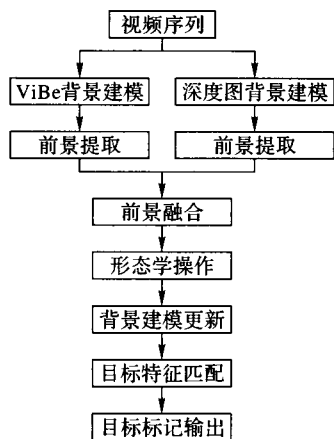 视频序列
ViBe背景建模
深度图背景建模
前景提取
前景提取
前景融合
形态学操作
背景建模更新
目标特征匹配
目标标记输出